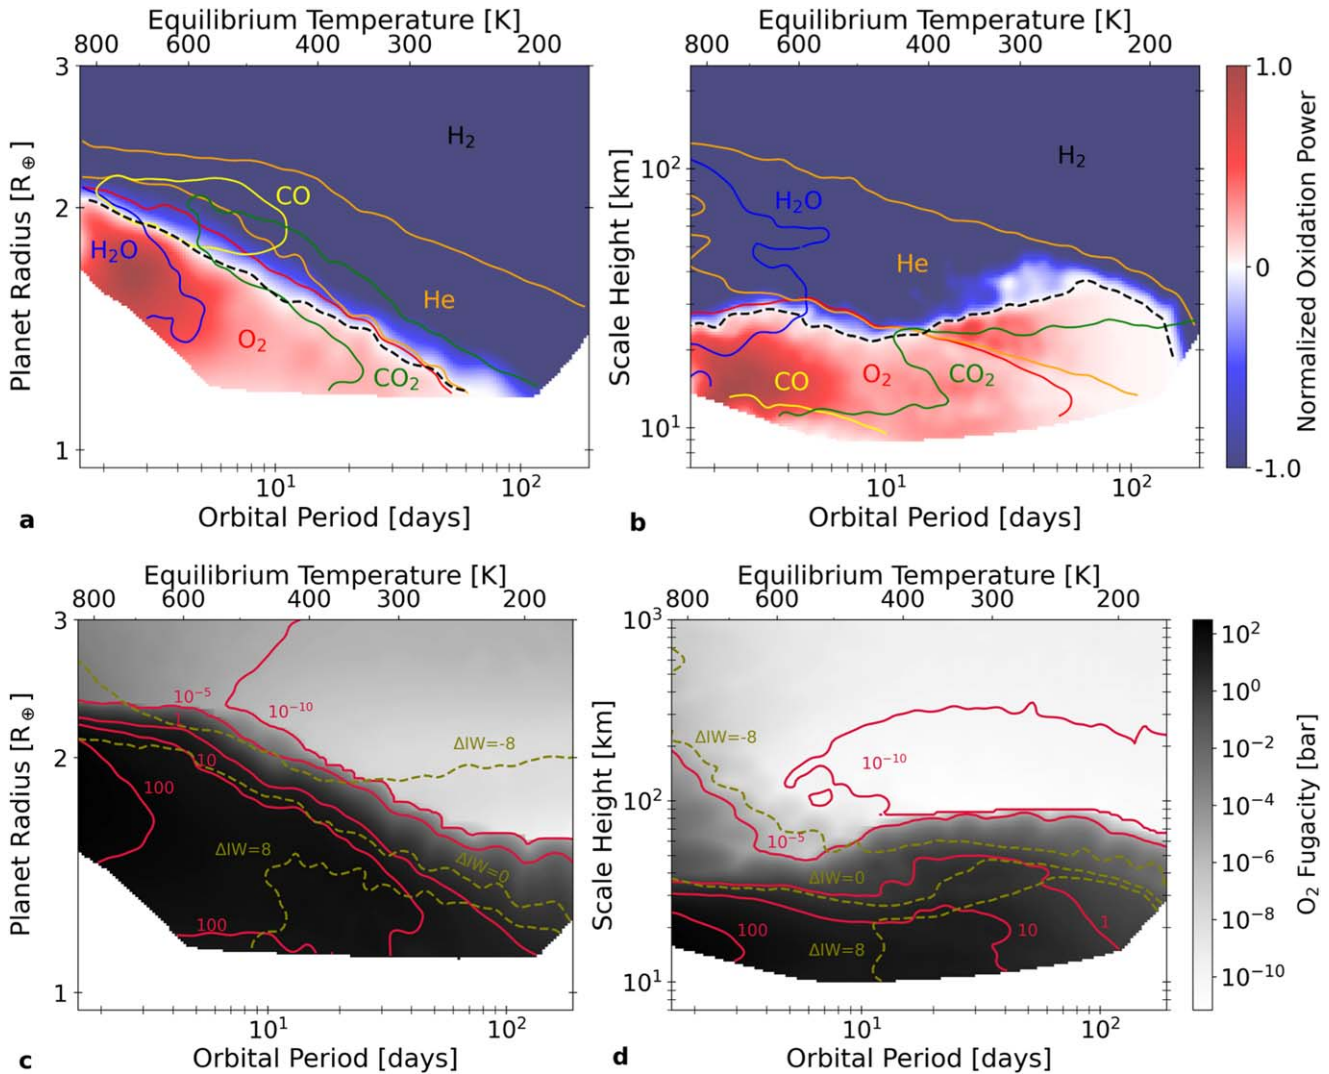 Equilibrium Temperature [K]
800 600 400 300 200
3
2
1
Planet Radius [R⊕]
H₂
CO
H₂O
He
O₂
CO₂
10¹ 10²
a
Orbital Period [days]
Equilibrium Temperature [K]
800 600 400 300 200
10²
10¹
Scale Height [km]
H₂
H₂O
He
CO
O₂
CO₂
10¹ 10²
b
Orbital Period [days]
1.0
0
-1.0
Normalized Oxidation Power
Equilibrium Temperature [K]
800 600 400 300 200
3
2
1
Planet Radius [R⊕]
10⁻⁵
10⁻¹⁰
1
10
ΔIW=-8
100
ΔIW=8
ΔIW=0
100
10¹ 10²
c
Orbital Period [days]
Equilibrium Temperature [K]
800 600 400 300 200
10³
10²
10¹
Scale Height [km]
ΔIW=-8
10⁻¹⁰
10⁻⁵
ΔIW=0
100
10
1
ΔIW=8
10¹ 10²
d
Orbital Period [days]
10²
10⁰
10⁻²
10⁻⁴
10⁻⁶
10⁻⁸
10⁻¹⁰
O₂ Fugacity [bar]